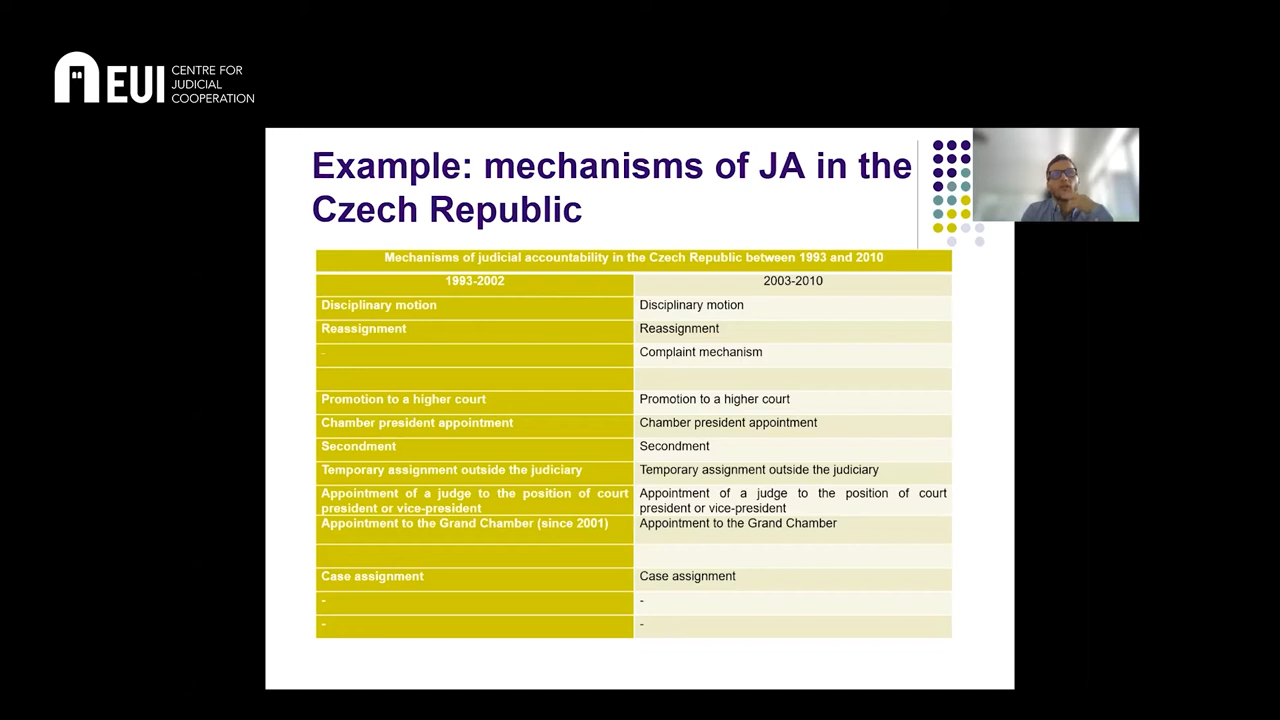 EUI
CENTRE FOR
JUDICIAL
COOPERATION
Example: mechanisms of JA in the
Czech Republic
Mechanisms of judicial accountability in the Czech Republic between 1993 and 2010
1993-2002 2003-2010
Disciplinary motion Disciplinary motion
Reassignment Reassignment
- Complaint mechanism
Promotion to a higher court Promotion to a higher court
Chamber president appointment Chamber president appointment
Secondment Secondment
Temporary assignment outside the judiciary Temporary assignment outside the judiciary
Appointment of a judge to the position of court Appointment of a judge to the position of court
president or vice-president president or vice-president
Appointment to the Grand Chamber (since 2001) Appointment to the Grand Chamber
Case assignment Case assignment
- -
- -